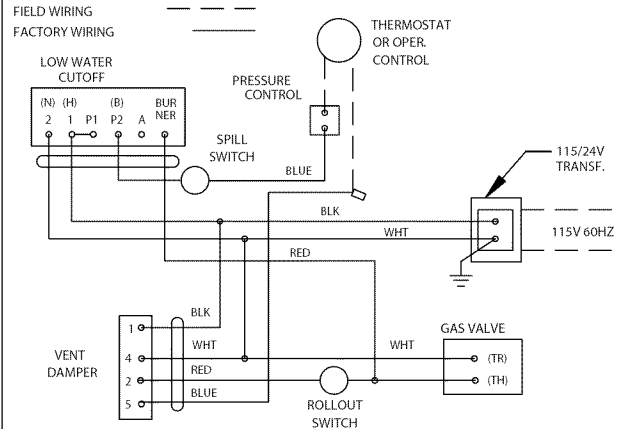 FIELD WIRING
FACTORY WIRING
THERMOSTAT
OR OPER.
CONTROL
LOW WATER
CUTOFF
PRESSURE
CONTROL
(N) (H) (B) BUR
NER
2 1 P1 P2 A
SPILL
SWITCH
BLUE
115/24V
TRANSF.
BLK
WHT
115V 60HZ
RED
BLK
1
GAS VALVE
VENT
DAMPER
WHT
WHT
4
(TR)
RED
2
(TH)
BLUE
5
ROLLOUT
SWITCH